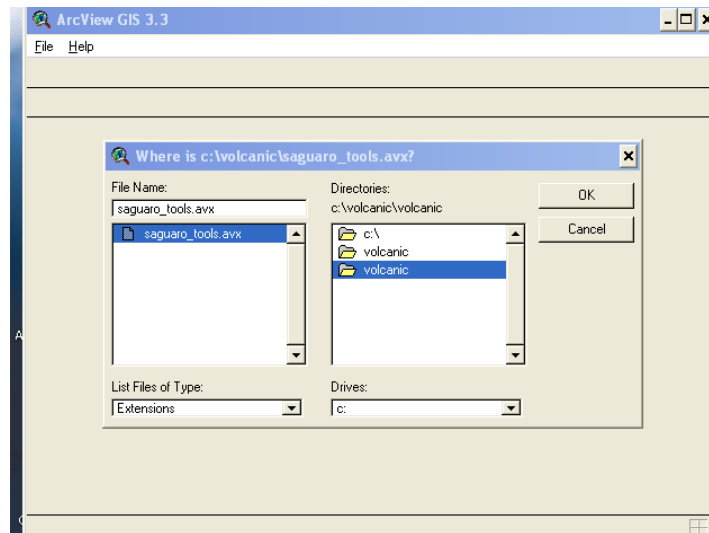 ArcView GIS 3.3
File Help
Where is c:\volcanic\saguaro_tools.avx?
File Name:
saguaro_tools.avx
saguaro_tools.avx
Directories:
c:\volcanic\volcanic
c:\
volcanic
volcanic
OK
Cancel
List Files of Type:
Extensions
Drives:
c:
A